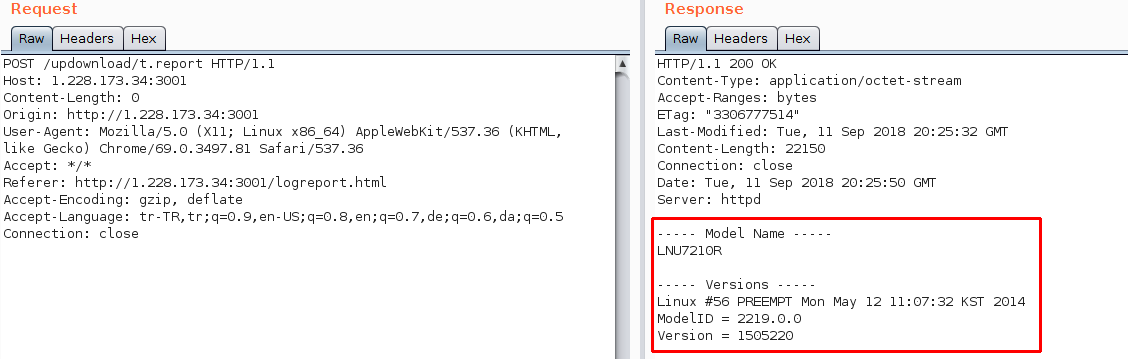 Request
Raw Headers Hex
POST /updownload/t.report HTTP/1.1
Host: 1.228.173.34:3001
Content-Length: 0
Origin: http://1.228.173.34:3001
User-Agent: Mozilla/5.0 (X11; Linux x86_64) AppleWebKit/537.36 (KHTML,
like Gecko) Chrome/69.0.3497.81 Safari/537.36
Accept: */*
Referer: http://1.228.173.34:3001/logreport.html
Accept-Encoding: gzip, deflate
Accept-Language: tr-TR,tr;q=0.9,en-US;q=0.8,en;q=0.7,de;q=0.6,da;q=0.5
Connection: close
Response
Raw Headers Hex
HTTP/1.1 200 OK
Content-Type: application/octet-stream
Accept-Ranges: bytes
ETag: "3306777514"
Last-Modified: Tue, 11 Sep 2018 20:25:32 GMT
Content-Length: 22150
Connection: close
Date: Tue, 11 Sep 2018 20:25:50 GMT
Server: httpd
----- Model Name -----
LNU7210R
----- Versions -----
Linux #56 PREEMPT Mon May 12 11:07:32 KST 2014
ModelID = 2219.0.0
Version = 1505220